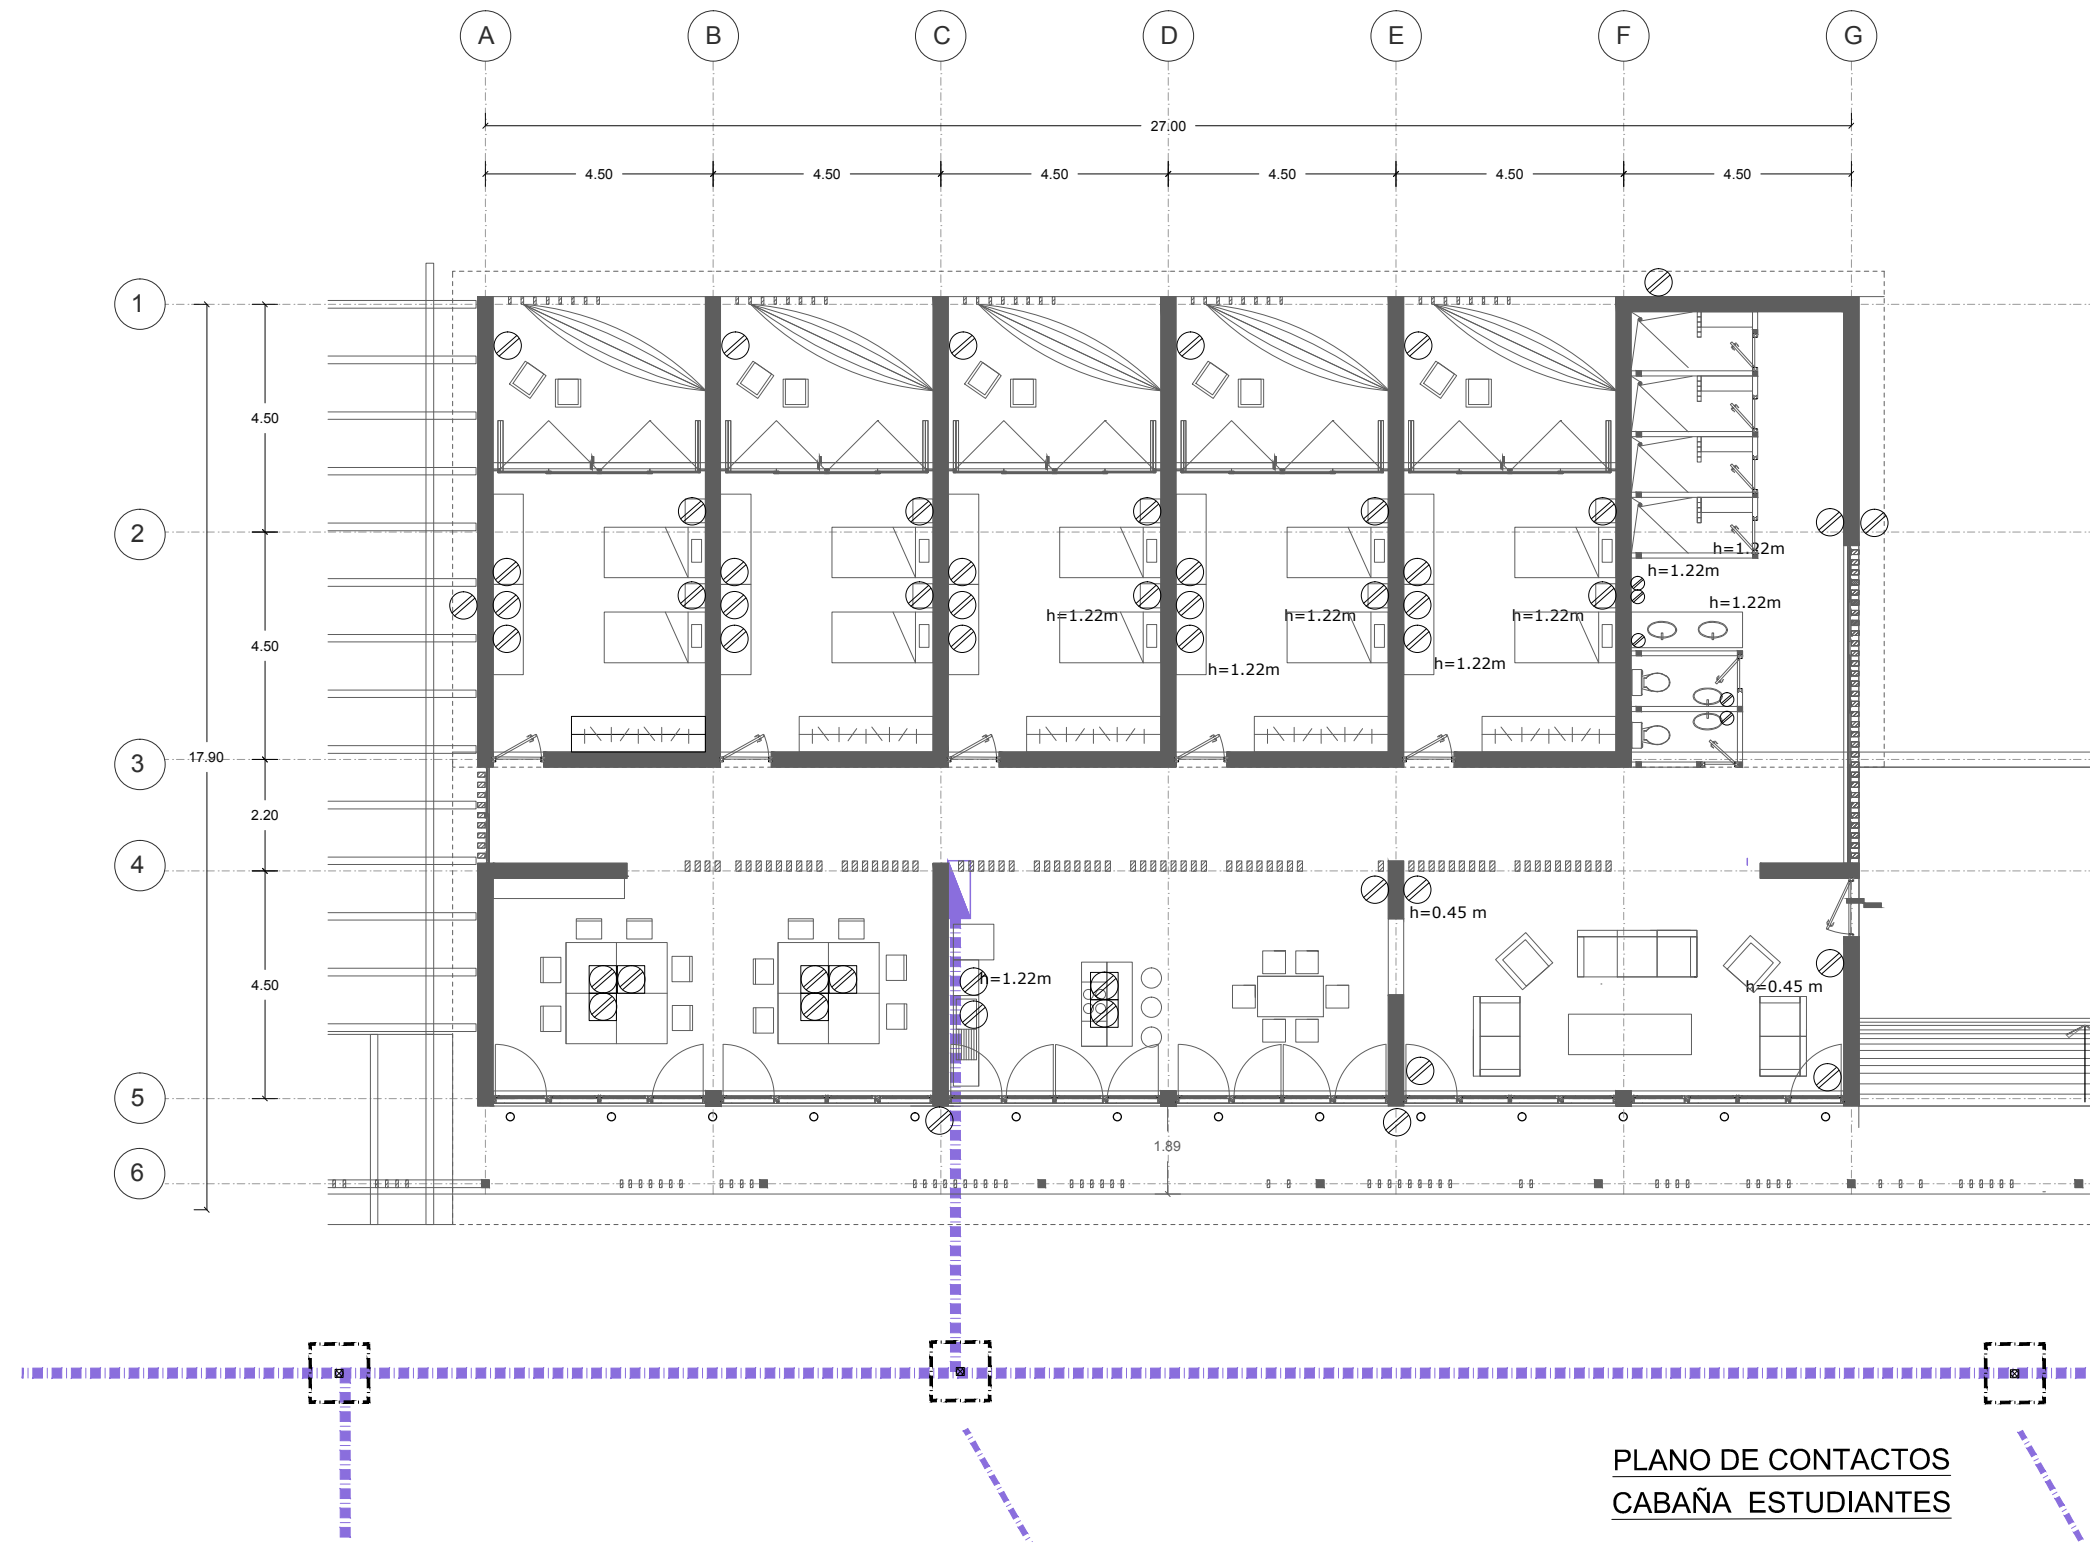 A B C D E F G
27.00
4.50 4.50 4.50 4.50 4.50 4.50
1
4.50
2
h=1.22m
h=1.22m
h=1.22m
h=1.22m h=1.22m h=1.22m
4.50
h=1.22m h=1.22m
3
17.90
2.20
4
h=0.45 m
h=1.22m
4.50
h=0.45 m
5
1.89
6
PLANO DE CONTACTOS
CABAÑA ESTUDIANTES